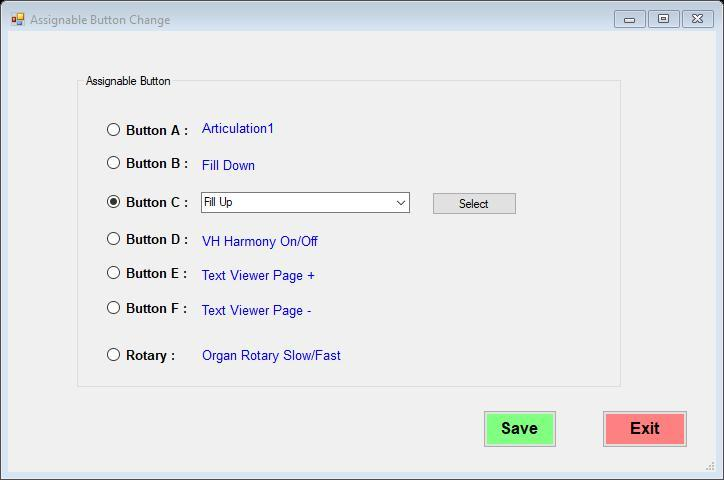 Assignable Button Change
Assignable Button
Button A : Articulation1
Button B : Fill Down
Button C : Fill Up Select
Button D : VH Harmony On/Off
Button E : Text Viewer Page +
Button F : Text Viewer Page -
Rotary : Organ Rotary Slow/Fast
Save Exit